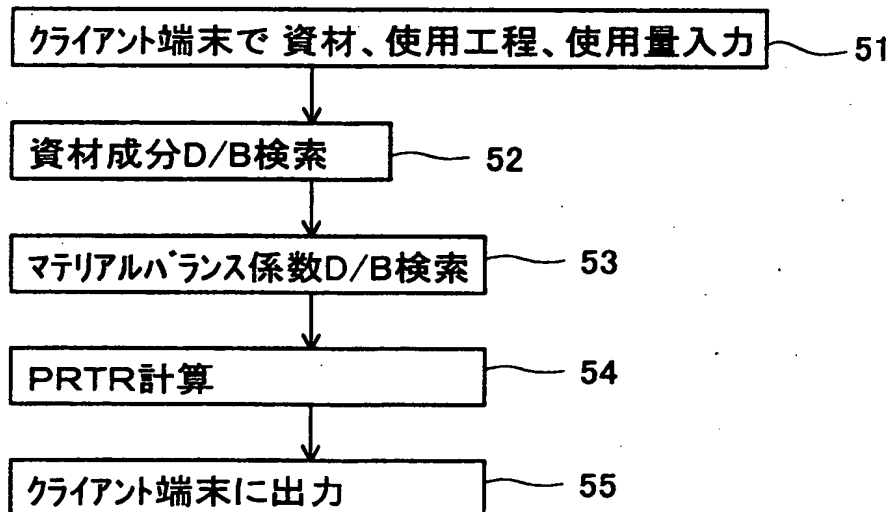 クライアント端末で 資材、使用工程、使用量入力 51
資材成分D/B検索 52
マテリアルバランス係数D/B検索 53
PRTR計算 54
クライアント端末に出力 55